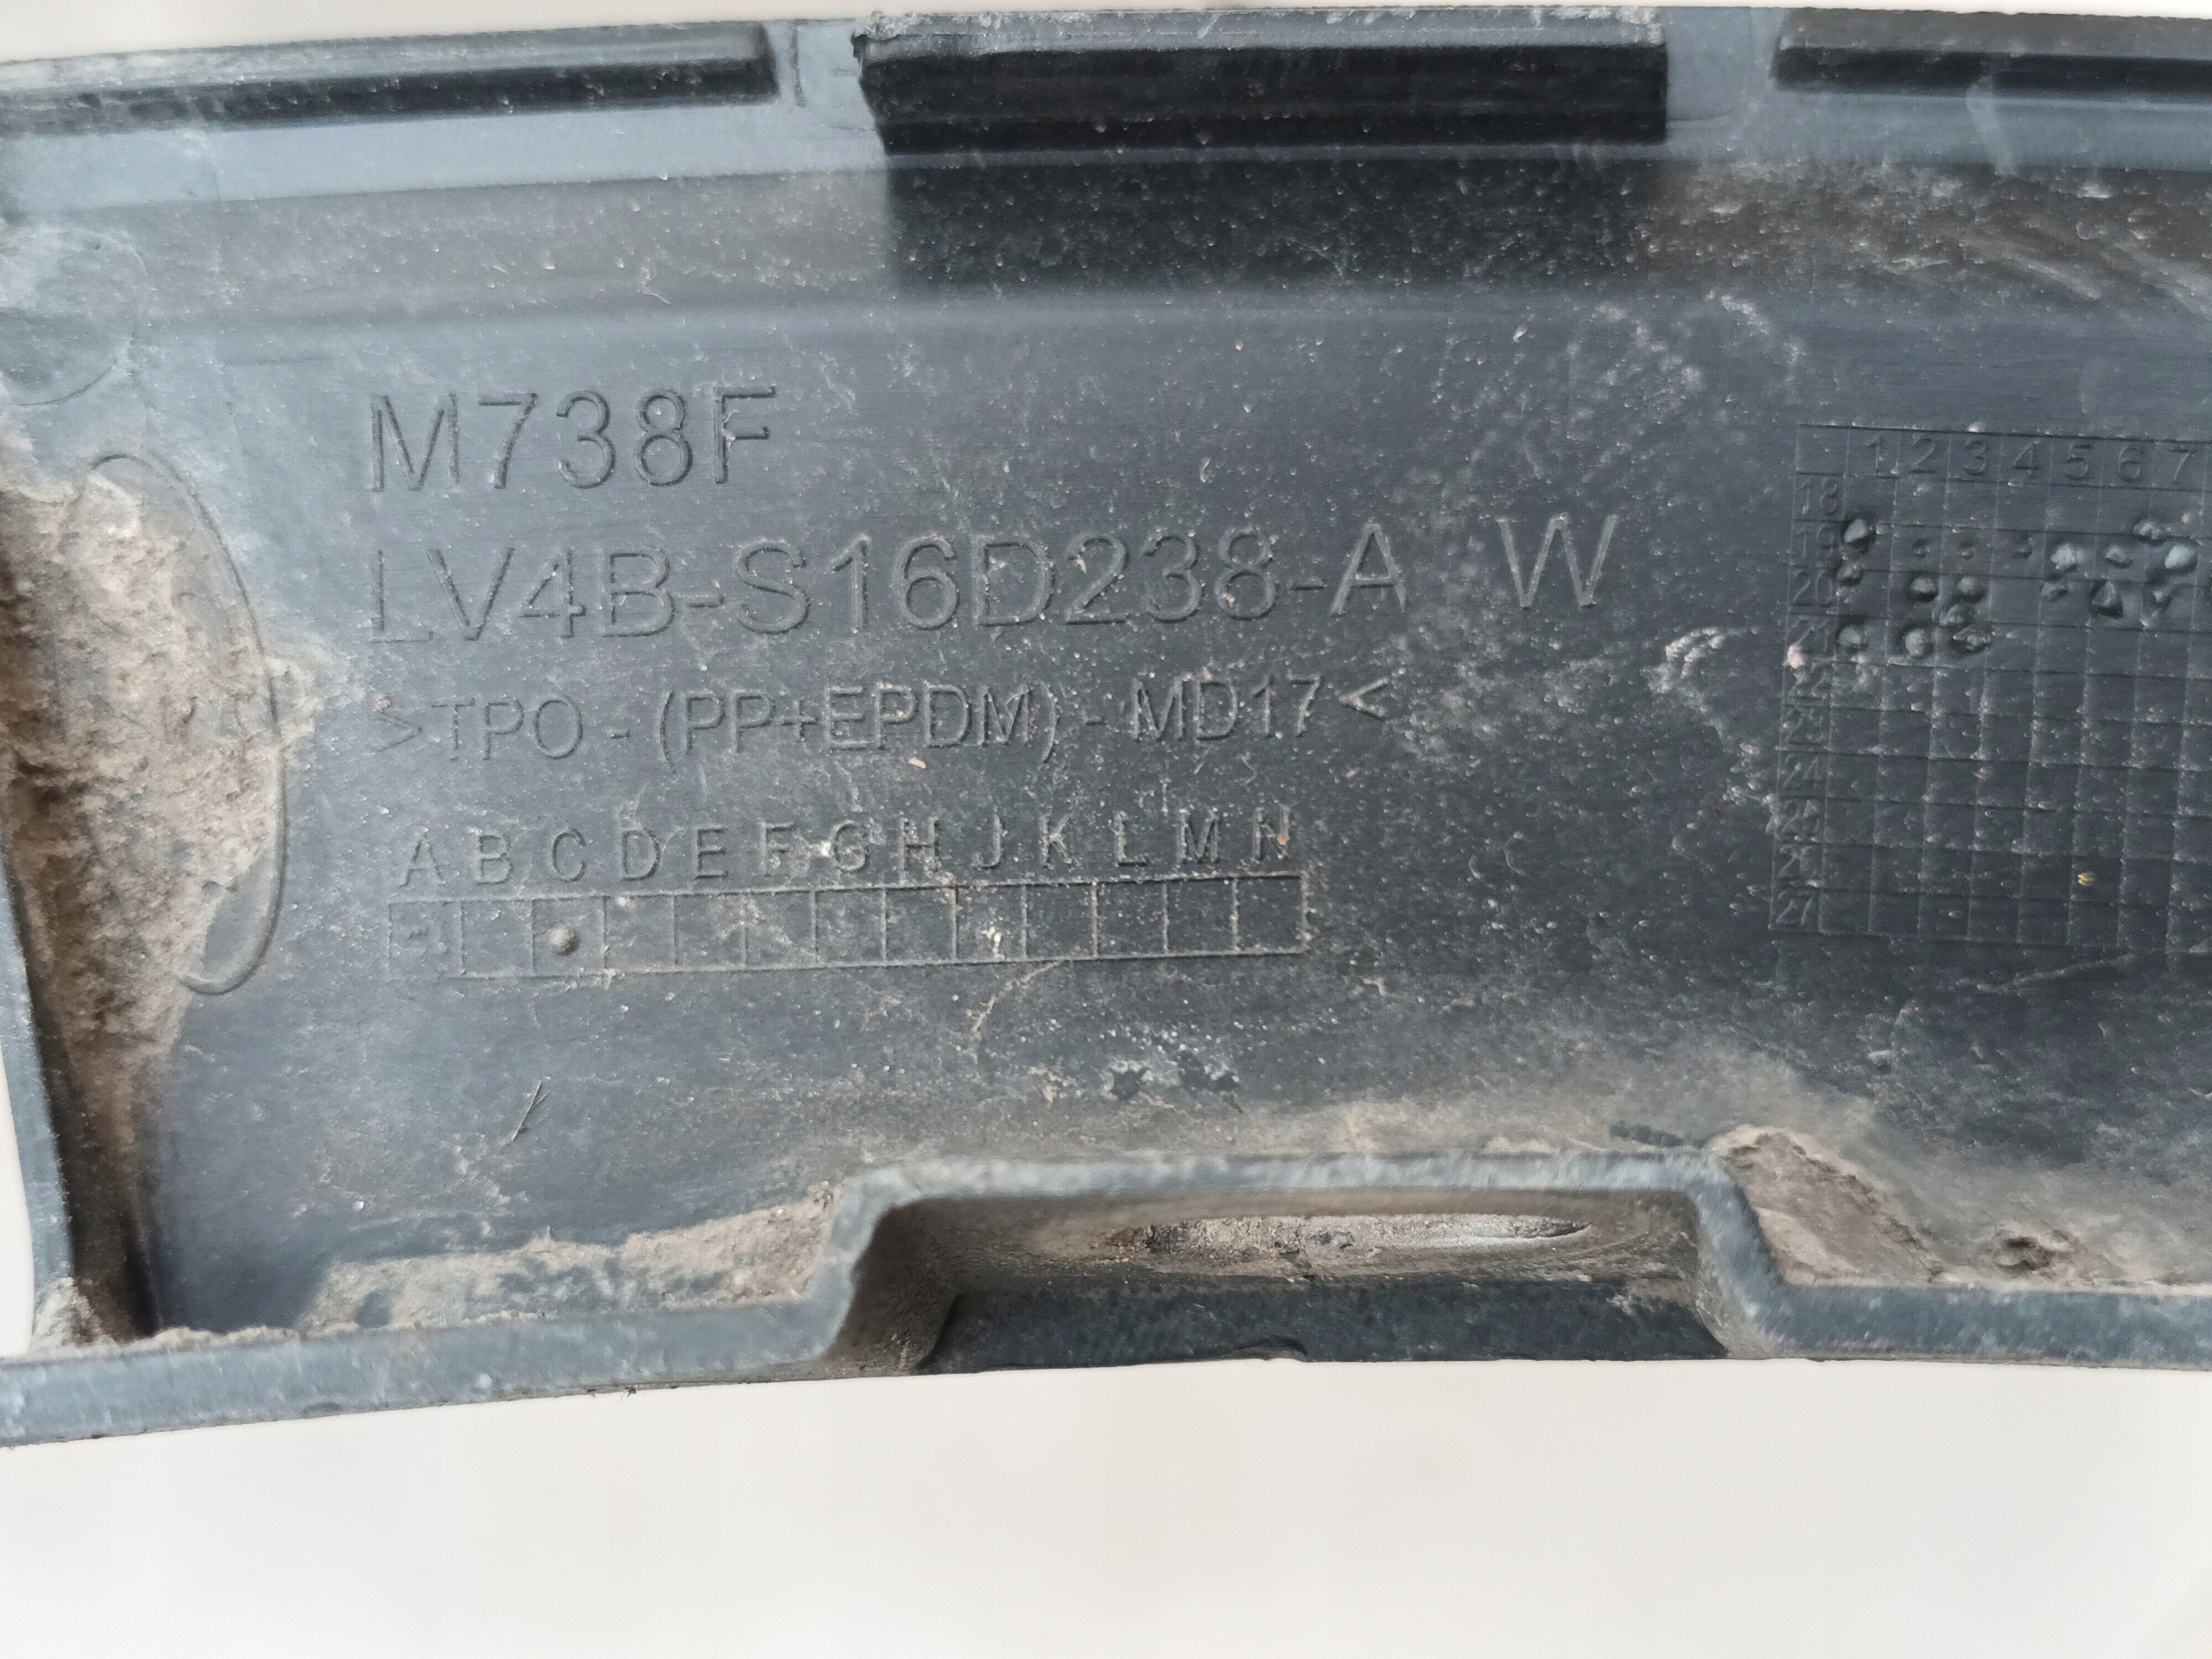 M738F
LV4B-S16D238-A W
>TPO - (PP+EPDM) - MD17<
A B C D E F G H J K L M N
1 2 3 4 5 6 7
18
19
20
21
22
23
24
25
26
27